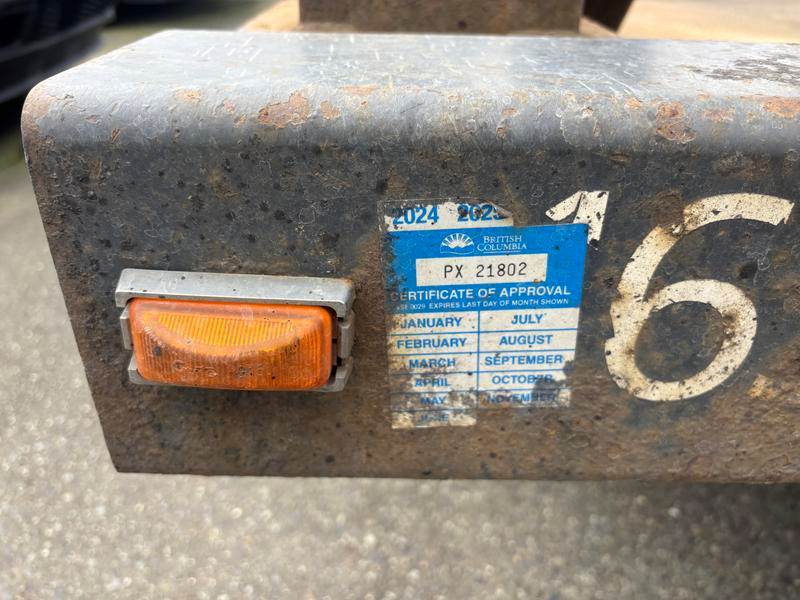 2024 2025
BRITISH
COLUMBIA
PX 21802
CERTIFICATE OF APPROVAL
EXPIRES LAST DAY OF MONTH SHOWN
JANUARY JULY
FEBRUARY AUGUST
MARCH SEPTEMBER
APRIL OCTOBER
MAY NOVEMBER
JUNE
16